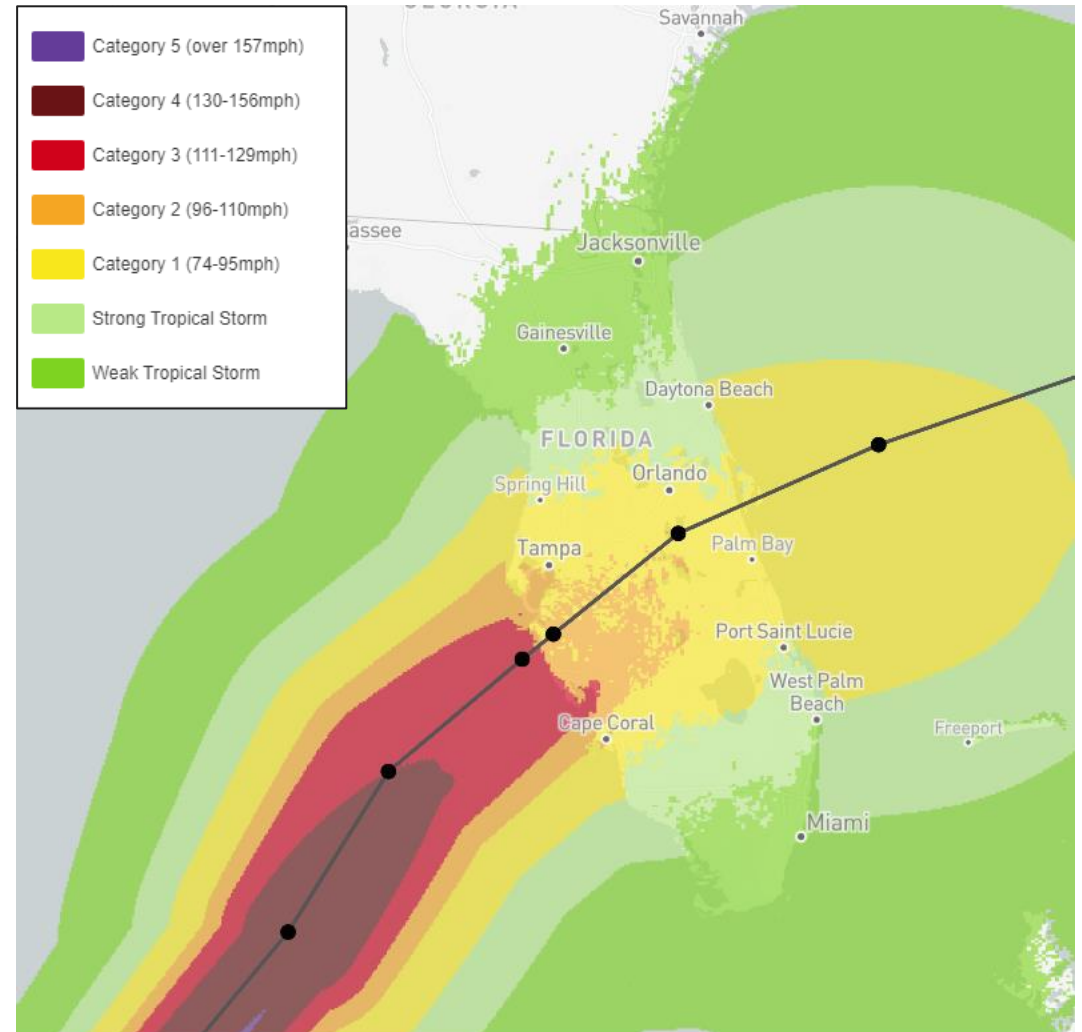 GEORGIA
Savannah
Category 5 (over 157mph)
Category 4 (130-156mph)
Category 3 (111-129mph)
Category 2 (96-110mph)
Category 1 (74-95mph)
Strong Tropical Storm
Weak Tropical Storm
assee
Jacksonville
Gainesville
Daytona Beach
FLORIDA
Spring Hill
Orlando
Tampa
Palm Bay
Port Saint Lucie
West Palm
Beach
Cape Coral
Freeport
Miami